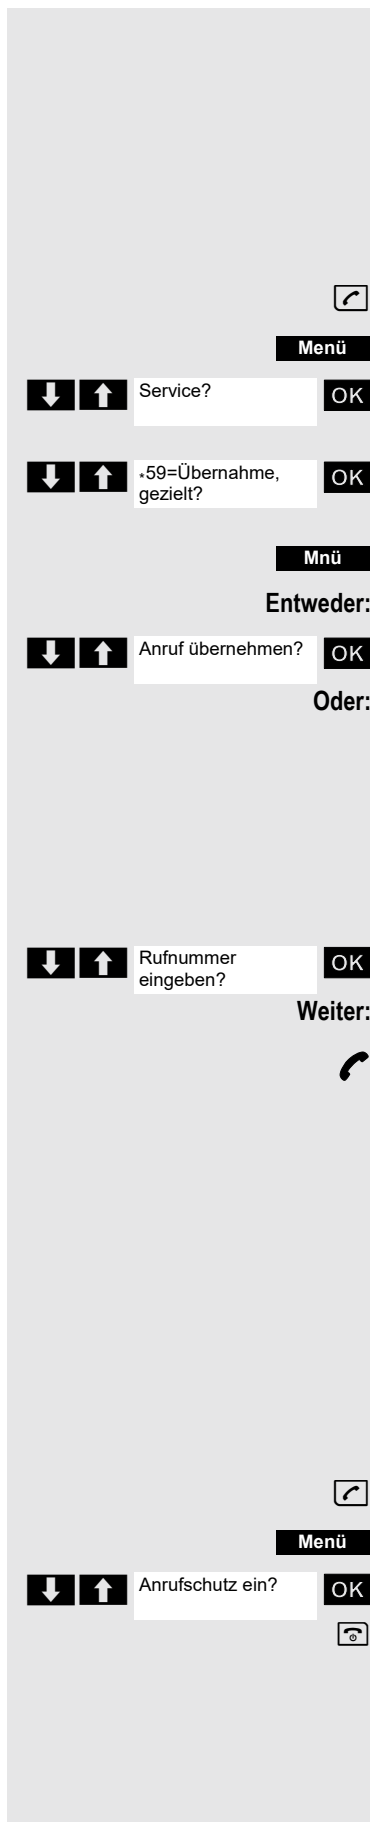 Menü
Service? OK
*59=Übernahme,
gezielt? OK
Mnü
Entweder:
Anruf übernehmen? OK
Oder:
Rufnummer
eingeben? OK
Weiter:
Menü
Anrufschutz ein? OK